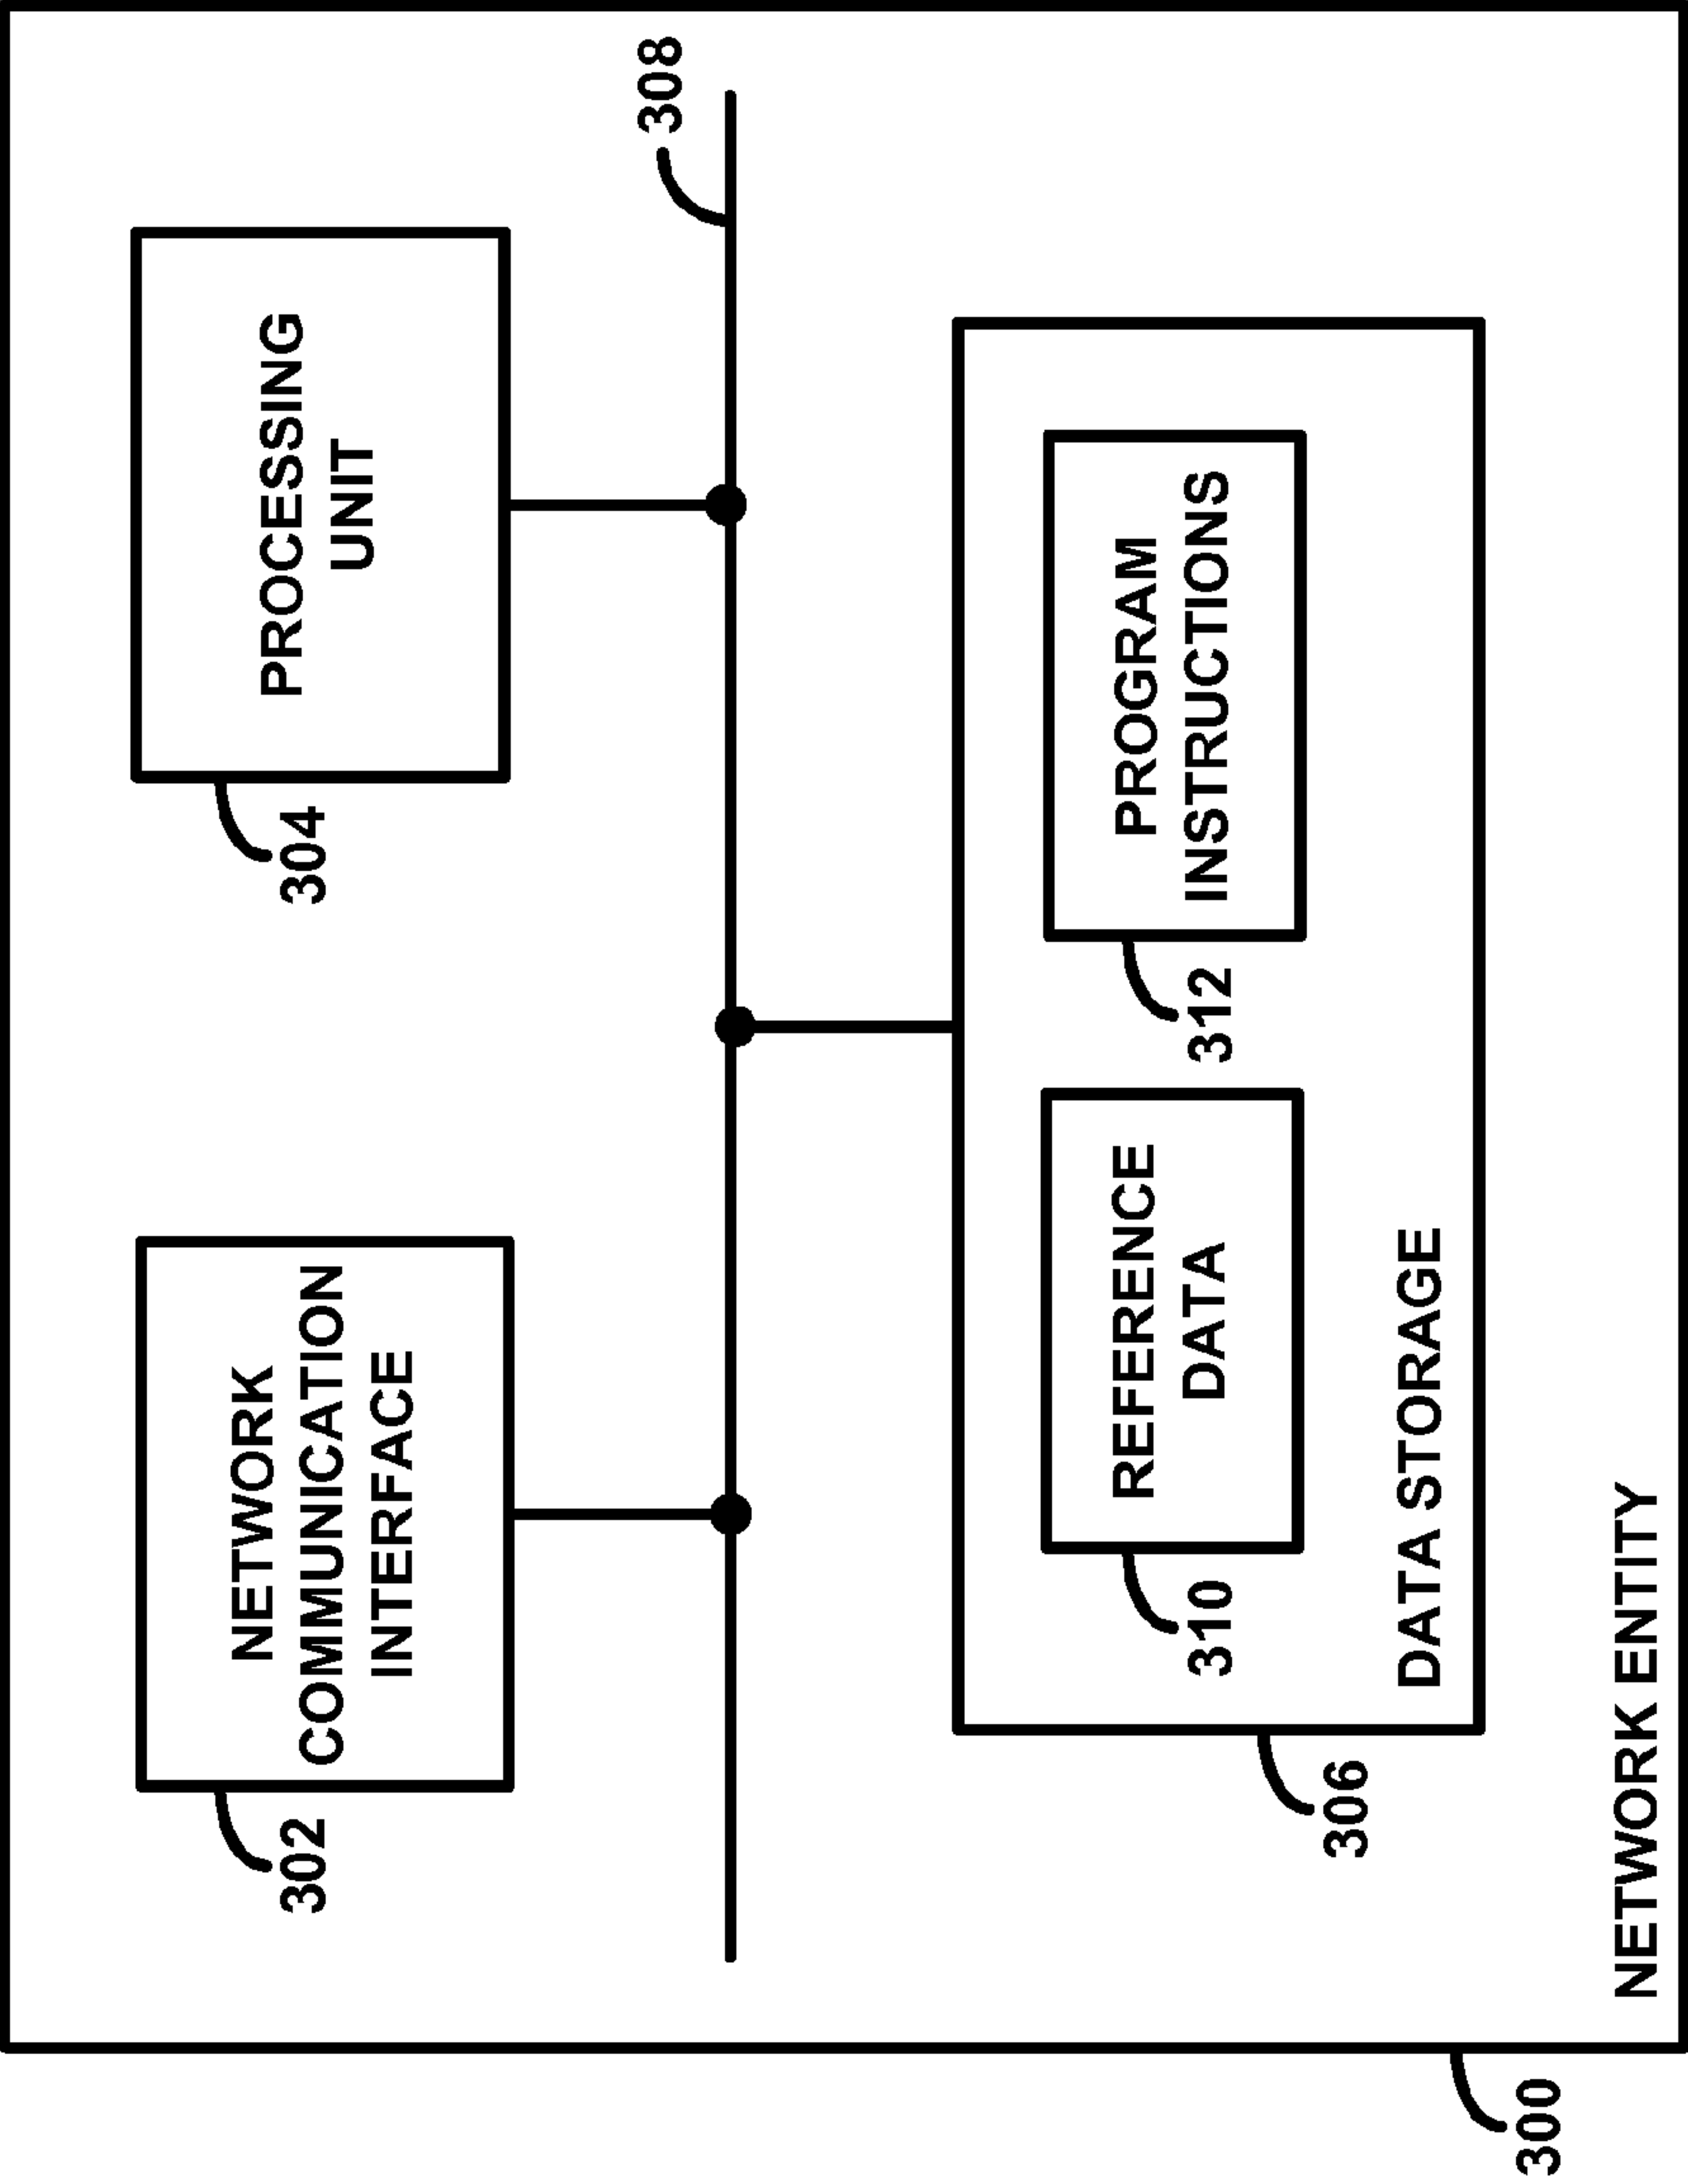 NETWORK
COMMUNICATION
INTERFACE
302
PROCESSING
UNIT
304
308
REFERENCE
DATA
310
PROGRAM
INSTRUCTIONS
312
DATA STORAGE
306
NETWORK ENTITY
300